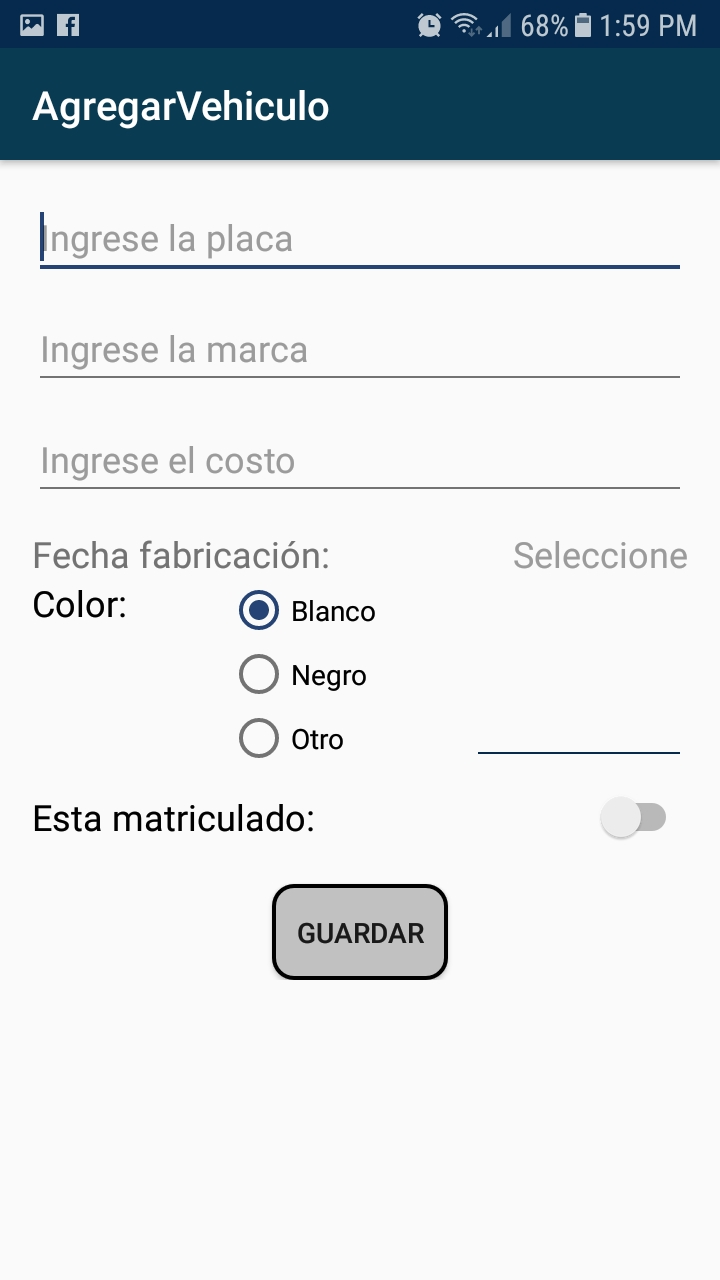 68% 1:59 PM
AgregarVehiculo
Ingrese la placa
Ingrese la marca
Ingrese el costo
Fecha fabricación: Seleccione
Color: Blanco
Negro
Otro
Esta matriculado:
GUARDAR